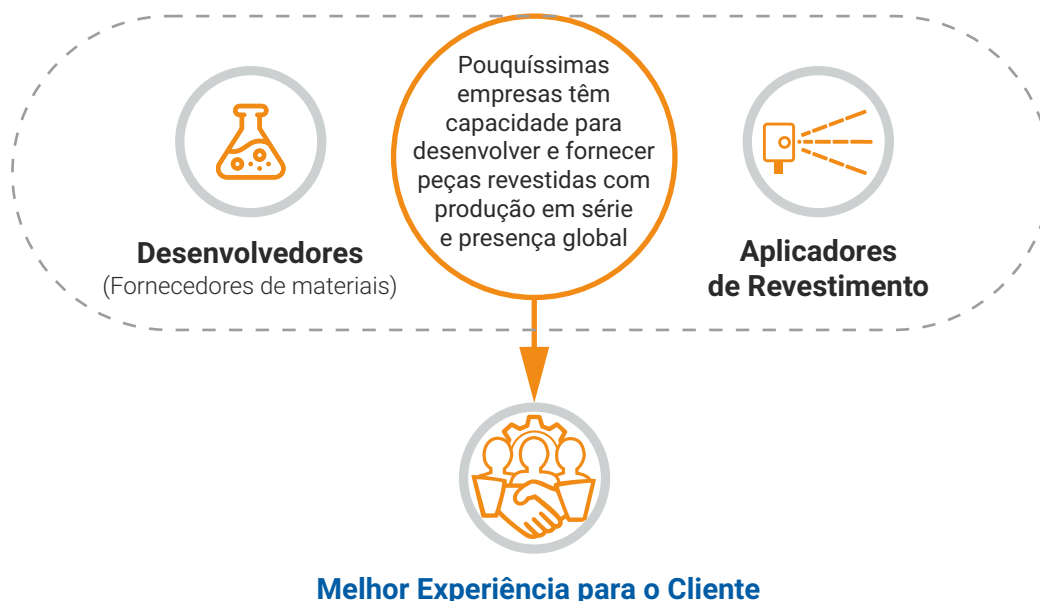 Pouquíssimas
empresas têm
capacidade para
desenvolver e fornecer
peças revestidas com
produção em série
e presença global
Desenvolvedores
(Fornecedores de materiais)
Aplicadores
de Revestimento
Melhor Experiência para o Cliente